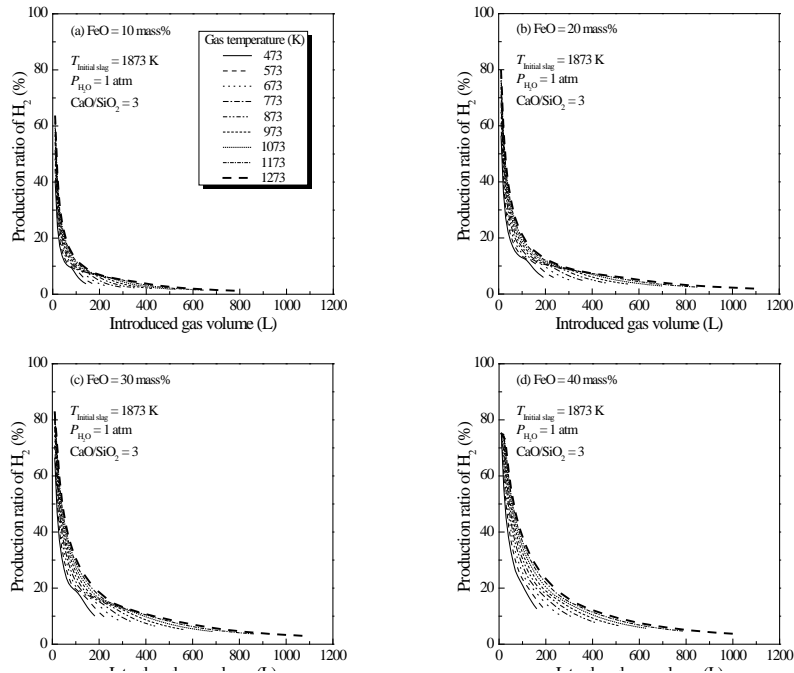 100
80
60
40
20
0
Production ratio of H2 (%)
(a) FeO = 10 mass%
TInitial slag = 1873 K
PH2O = 1 atm
CaO/SiO2 = 3
Gas temperature (K)
473
573
673
773
873
973
1073
1173
1273
0 200 400 600 800 1000 1200
Introduced gas volume (L)
100
80
60
40
20
0
Production ratio of H2 (%)
(b) FeO = 20 mass%
TInitial slag = 1873 K
PH2O = 1 atm
CaO/SiO2 = 3
0 200 400 600 800 1000 1200
Introduced gas volume (L)
100
80
60
40
20
0
Production ratio of H2 (%)
(c) FeO = 30 mass%
TInitial slag = 1873 K
PH2O = 1 atm
CaO/SiO2 = 3
0 200 400 600 800 1000 1200
100
80
60
40
20
0
Production ratio of H2 (%)
(d) FeO = 40 mass%
TInitial slag = 1873 K
PH2O = 1 atm
CaO/SiO2 = 3
0 200 400 600 800 1000 1200